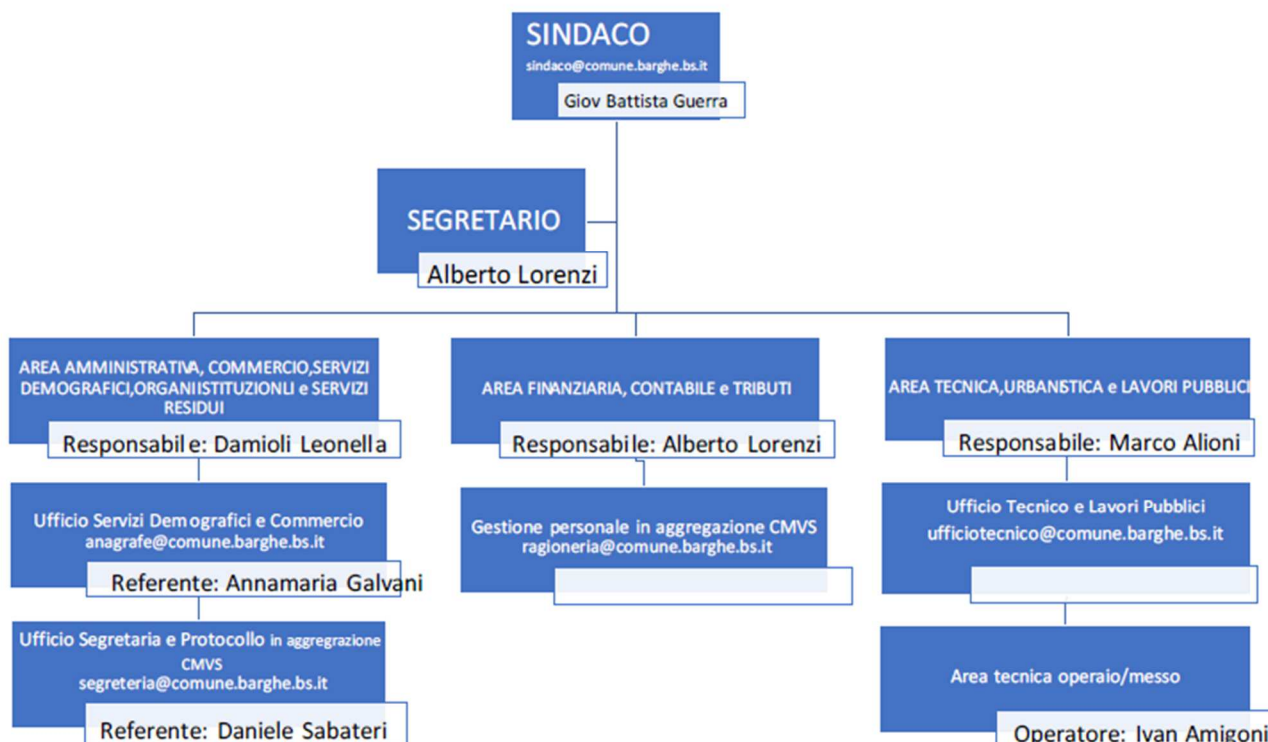 SINDACO
sindaco@comune.barghe.bs.it
Giov Battista Guerra
SEGRETARIO
Alberto Lorenzi
AREA AMMINISTRATIVA, COMMERCIO,SERVIZI
DEMOGRAFICI,ORGANIISTITUZIONLI e SERVIZI
RESIDUI
Responsabile: Damioli Leonella
Ufficio Servizi Demografici e Commercio
anagrafe@comune.barghe.bs.it
Referente: Annamaria Galvani
Ufficio Segretaria e Protocollo in aggregrazione
CMVS
segreteria@comune.barghe.bs.it
Referente: Daniele Sabateri
AREA FINANZIARIA, CONTABILE e TRIBUTI
Responsabile: Alberto Lorenzi
Gestione personale in aggregazione CMVS
ragioneria@comune.barghe.bs.it
AREA TECNICA,URBANISTICA e LAVORI PUBBLICI
Responsabile: Marco Alioni
Ufficio Tecnico e Lavori Pubblici
ufficiotecnico@comune.barghe.bs.it
Area tecnica operaio/messo
Operatore: Ivan Amigoni